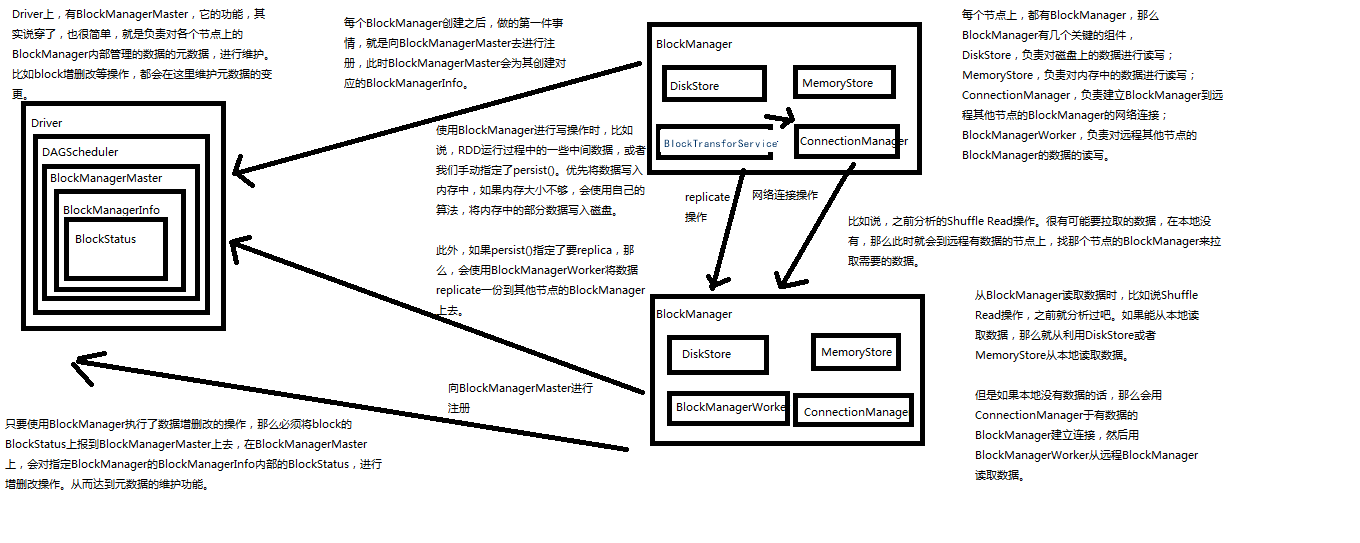 Driver上，有BlockManagerMaster，它的功能，其
实说穿了，也很简单，就是负责对各个节点上的
BlockManager内部管理的数据的元数据，进行维护。
比如block增删改等操作，都会在这里维护元数据的变
更。
Driver
DAGScheduler
BlockManagerMaster
BlockManagerInfo
BlockStatus
每个BlockManager创建之后，做的第一件事
情，就是向BlockManagerMaster去进行注
册，此时BlockManagerMaster会为其创建对
应的BlockManagerInfo。
使用BlockManager进行写操作时，比如
说，RDD运行过程中的一些中间数据，或者
我们手动指定了persist()。优先将数据写入
内存中，如果内存大小不够，会使用自己的
算法，将内存中的部分数据写入磁盘。
此外，如果persist()指定了要replica，那
么，会使用BlockManagerWorker将数据
replicate一份到其他节点的BlockManager
上去。
向BlockManagerMaster进行
注册
只要使用BlockManager执行了数据增删改的操作，那么必须将block的
BlockStatus上报到BlockManagerMaster上去，在BlockManagerMaster
上，会对指定BlockManager的BlockManagerInfo内部的BlockStatus，进行
增删改操作。从而达到元数据的维护功能。
BlockManager
DiskStore
MemoryStore
BlockTransforService
ConnectionManager
replicate
操作
网络连接操作
BlockManager
DiskStore
MemoryStore
BlockManagerWorke
ConnectionManager
每个节点上，都有BlockManager，那么
BlockManager有几个关键的组件，
DiskStore，负责对磁盘上的数据进行读写；
MemoryStore，负责对内存中的数据进行读写；
ConnectionManager，负责建立BlockManager到远
程其他节点的BlockManager的网络连接；
BlockManagerWorker，负责对远程其他节点的
BlockManager的数据的读写。
比如说，之前分析的Shuffle Read操作。很有可能要拉取的数据，在本地没
有，那么此时就会到远程有数据的节点上，找那个节点的BlockManager来拉
取需要的数据。
从BlockManager读取数据时，比如说Shuffle
Read操作，之前就分析过吧。如果能从本地读
取数据，那么就从利用DiskStore或者
MemoryStore从本地读取数据。
但是如果本地没有数据的话，那么会用
ConnectionManager于有数据的
BlockManager建立连接，然后用
BlockManagerWorker从远程BlockManager
读取数据。